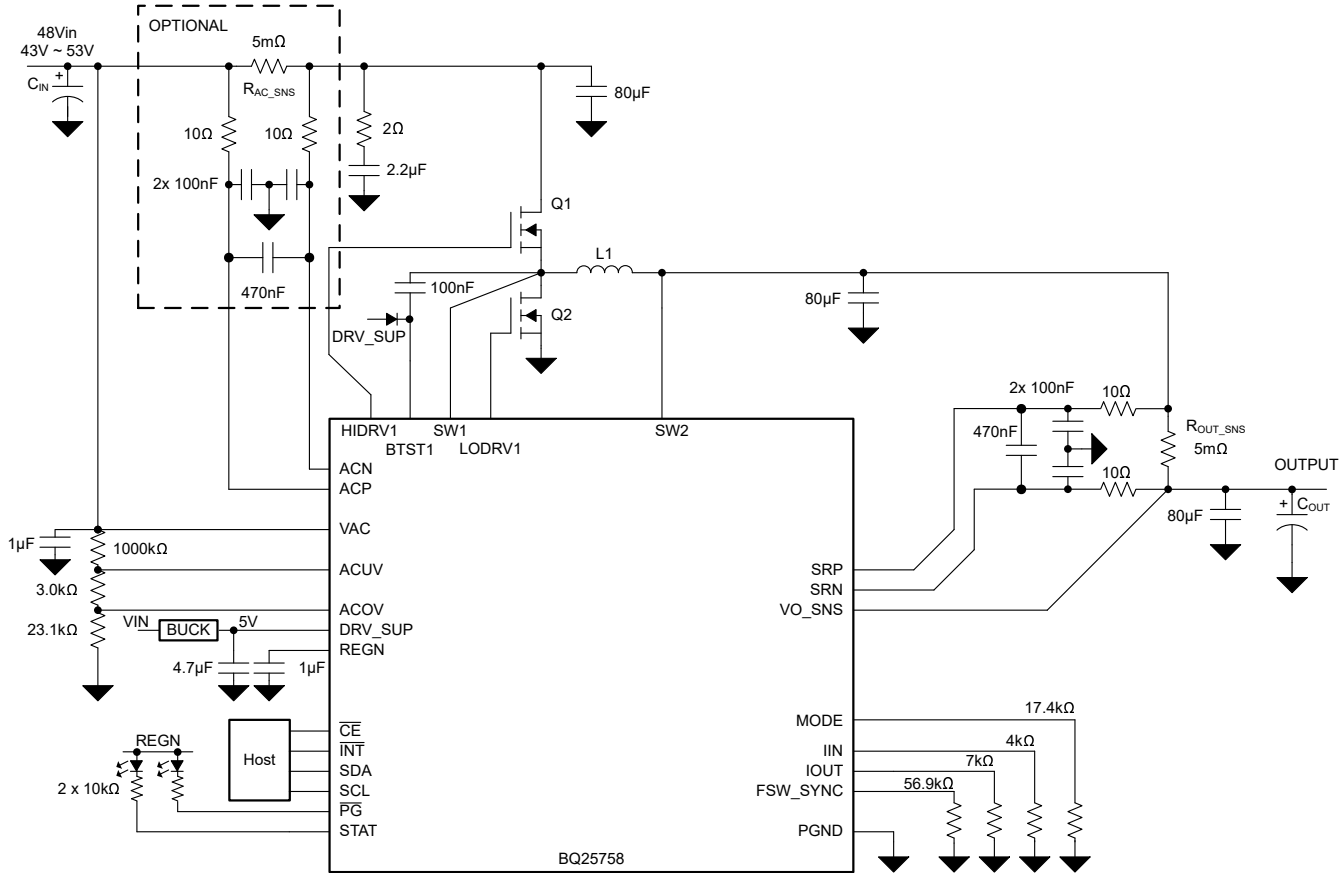 OPTIONAL
48Vin
43V ~ 53V
5mΩ
+
C_IN
R_AC_SNS
80µF
10Ω
10Ω
2Ω
2x 100nF
2.2µF
Q1
470nF
L1
100nF
80µF
DRV_SUP
Q2
HIDRV1
BTST1
SW1
LODRV1
SW2
2x 100nF
10Ω
470nF
R_OUT_SNS
5mΩ
10Ω
OUTPUT
+
C_OUT
80µF
ACN
ACP
VAC
1µF
1000kΩ
ACUV
SRP
3.0kΩ
SRN
ACOV
VO_SNS
23.1kΩ
VIN
BUCK
5V
DRV_SUP
REGN
4.7µF
1µF
17.4kΩ
MODE
CE
REGN
Host
INT
IIN
4kΩ
SDA
IOUT
7kΩ
2 x 10kΩ
SCL
FSW_SYNC
56.9kΩ
PG
STAT
PGND
BQ25758